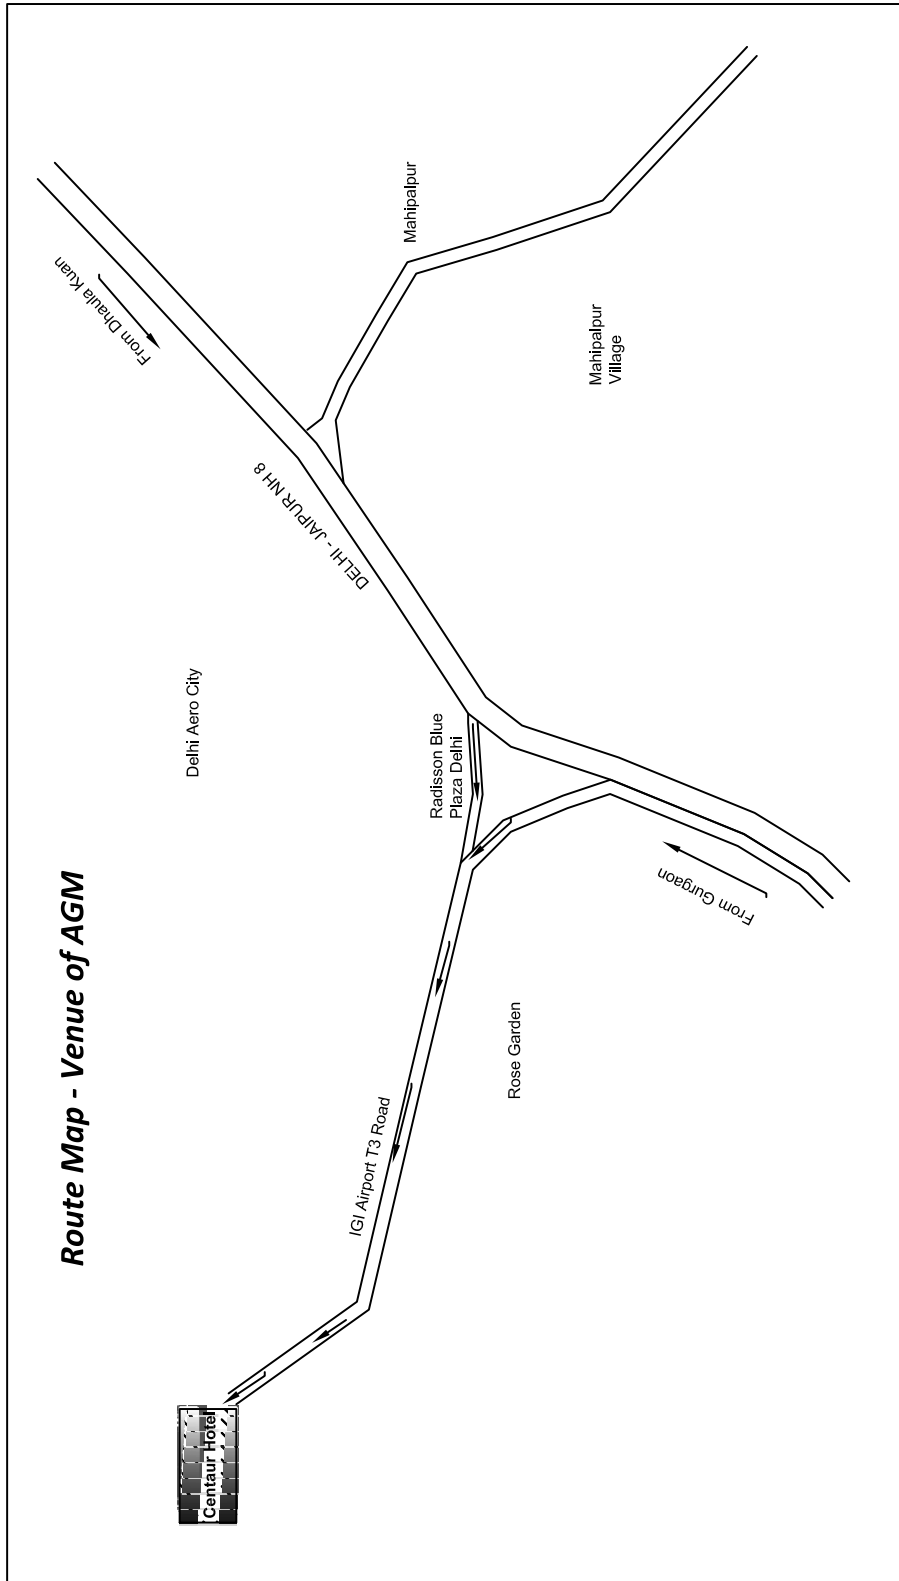 Route Map - Venue of AGM
From Dhaula Kuan
Mahipalpur
Mahipalpur
Village
DELHI - JAIPUR NH 8
Delhi Aero City
Radisson Blue
Plaza Delhi
From Gurgaon
Rose Garden
IGI Airport T3 Road
Centaur Hotel